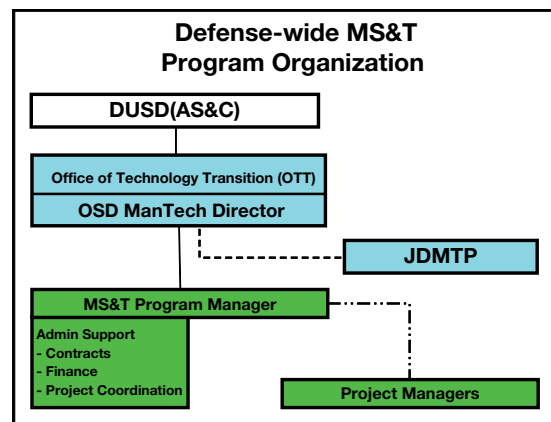 Defense-wide MS&T
Program Organization
DUSD(AS&C)
Office of Technology Transition (OTT)
OSD ManTech Director
JDMTP
MS&T Program Manager
Admin Support
- Contracts
- Finance
- Project Coordination
Project Managers